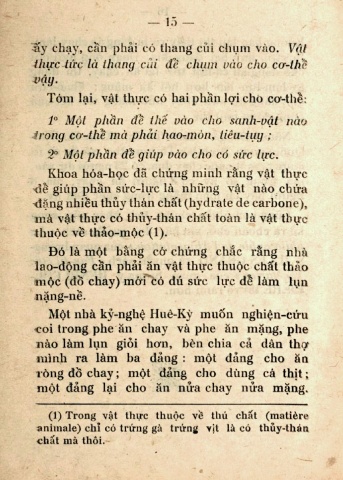 — 15 —
ấy chạy, cần phải có thang củi chụm vào. Vật
thực tức là thang củi để chụm vào cho cơ-thể
vậy.
Tóm lại, vật thực có hai phần lợi cho cơ-thể:
1º Một phần để thế vào cho sanh-vật nào
trong cơ-thể mà phải hao-mòn, tiêu-tụy ;
2º Một phần để giúp vào cho có sức lực.
Khoa hóa-học đã chứng minh rằng vật thực
để giúp phần sức-lực là những vật nào chứa
đặng nhiều thủy thán chất (hydrate de carbone),
mà vật thực có thủy-thán chất toàn là vật thực
thuộc về thảo-mộc (1).
Đó là một bằng cớ chứng chắc rằng nhà
lao-động cần phải ăn vật thực thuộc chất thảo
mộc (đồ chay) mới có đủ sức lực để làm lụn
nặng-nề.
Một nhà kỷ-nghệ Huê-Kỳ muốn nghiên-cứu
coi trong phe ăn chay và phe ăn mặng, phe
nào làm lụn giỏi hơn, bèn chia cả dân thợ
mình ra làm ba đảng : một đảng cho ăn
ròng đồ chay ; một đảng cho dùng cá thịt ;
một đảng lại cho ăn nửa chay nửa mặng.
(1) Trong vật thực thuộc về thú chất (matière
animale) chỉ có trứng gà trứng vịt là có thủy-thán
chất mà thôi.